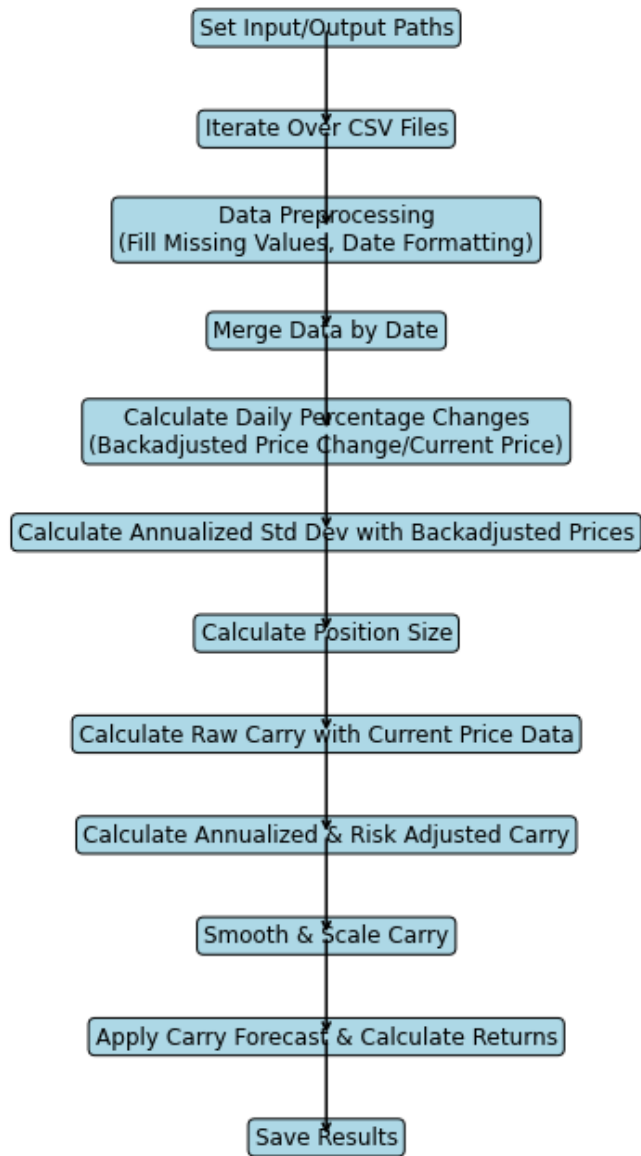 Set Input/Output Paths
Iterate Over CSV Files
Data Preprocessing
(Fill Missing Values, Date Formatting)
Merge Data by Date
Calculate Daily Percentage Changes
(Backadjusted Price Change/Current Price)
Calculate Annualized Std Dev with Backadjusted Prices
Calculate Position Size
Calculate Raw Carry with Current Price Data
Calculate Annualized & Risk Adjusted Carry
Smooth & Scale Carry
Apply Carry Forecast & Calculate Returns
Save Results